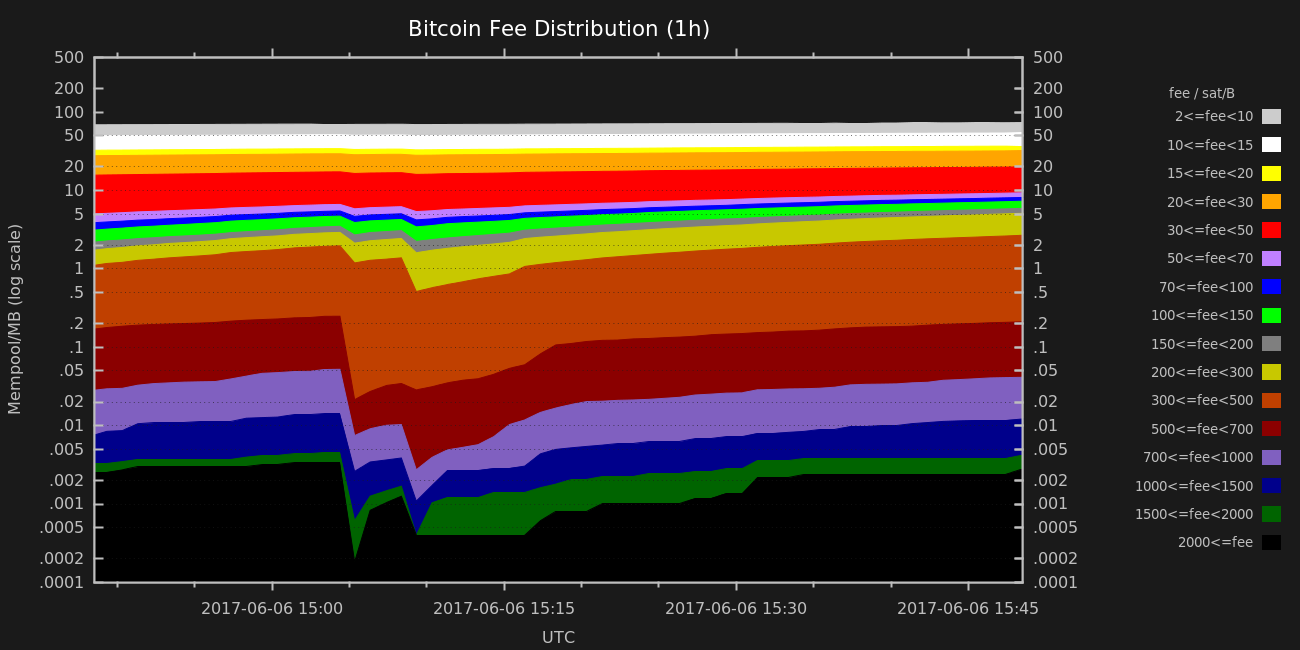 Bitcoin Fee Distribution (1h)
500 500
200 200
100 100
50 50
20 20
10 10
5 5
2 2
1 1
.5 .5
.2 .2
.1 .1
.05 .05
.02 .02
.01 .01
.005 .005
.002 .002
.001 .001
.0005 .0005
.0002 .0002
.0001 .0001
Mempool/MB (log scale)
2017-06-06 15:00 2017-06-06 15:15 2017-06-06 15:30 2017-06-06 15:45
UTC
fee / sat/B
2<=fee<10
10<=fee<15
15<=fee<20
20<=fee<30
30<=fee<50
50<=fee<70
70<=fee<100
100<=fee<150
150<=fee<200
200<=fee<300
300<=fee<500
500<=fee<700
700<=fee<1000
1000<=fee<1500
1500<=fee<2000
2000<=fee